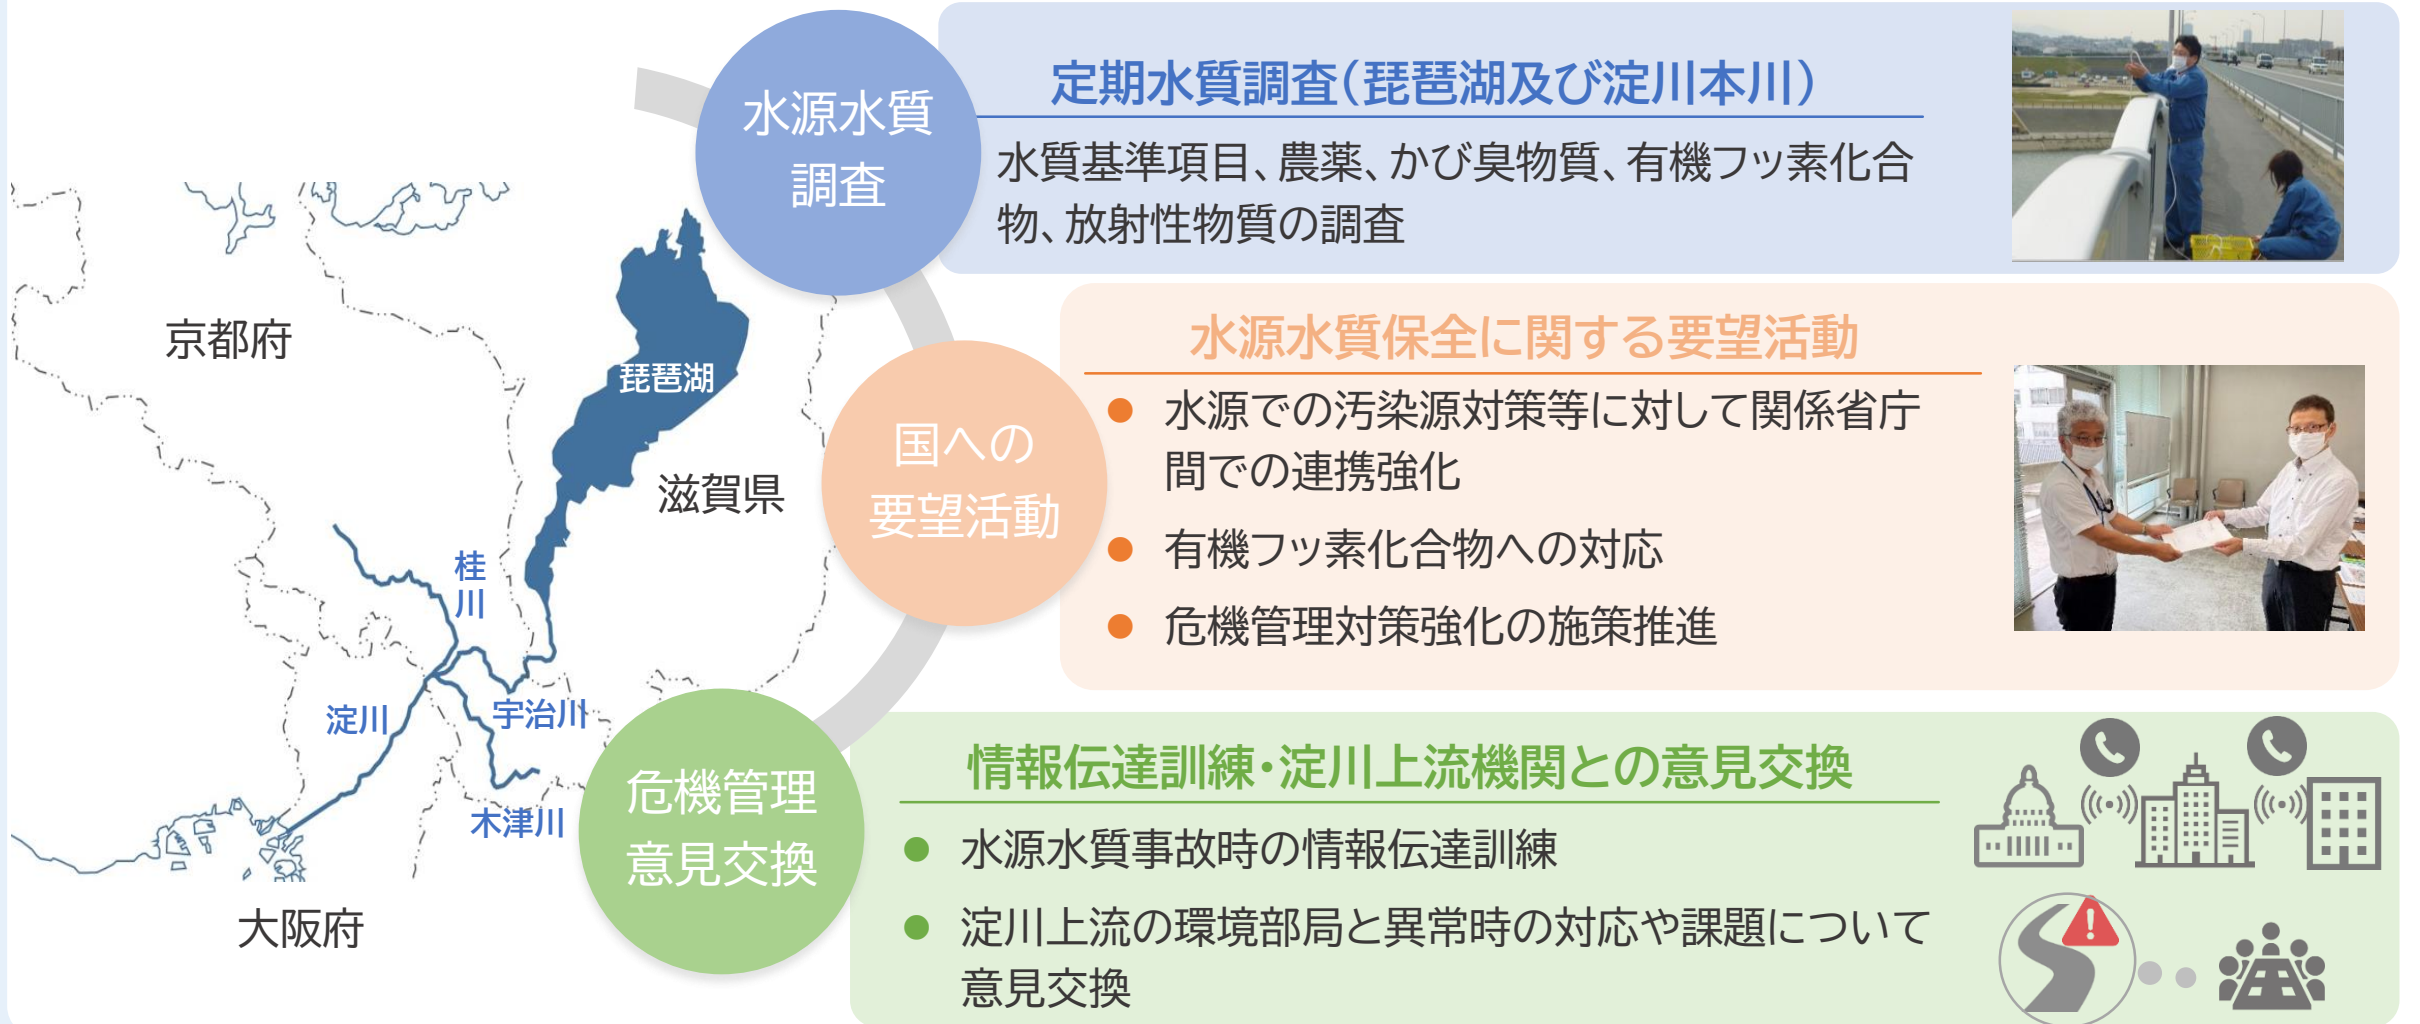 水源水質
調査
定期水質調査（琵琶湖及び淀川本川）
水質基準項目、農薬、かび臭物質、有機フッ素化合
物、放射性物質の調査
国への
要望活動
水源水質保全に関する要望活動
水源での汚染源対策等に対して関係省庁
間での連携強化
有機フッ素化合物への対応
危機管理対策強化の施策推進
危機管理
意見交換
情報伝達訓練・淀川上流機関との意見交換
水源水質事故時の情報伝達訓練
淀川上流の環境部局と異常時の対応や課題について
意見交換
京都府
琵琶湖
滋賀県
桂川
淀川
宇治川
木津川
大阪府